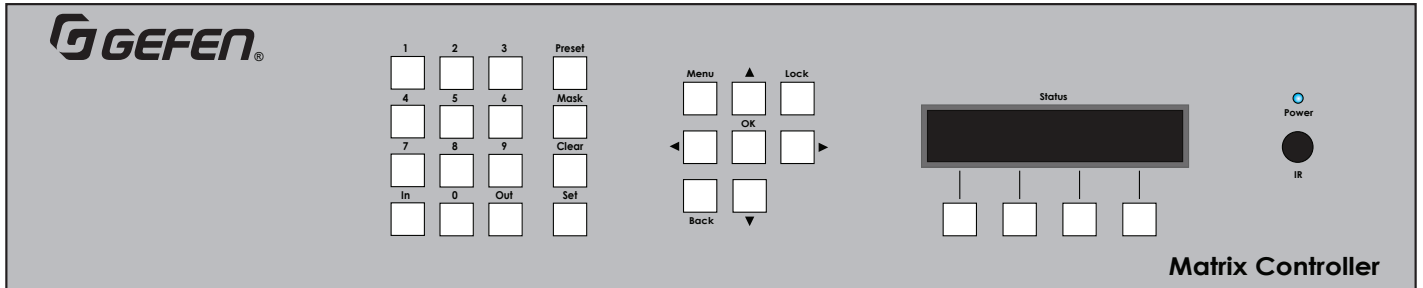 GEFEN®
1 2 3 Preset
4 5 6 Mask
7 8 9 Clear
In 0 Out Set
Menu ▲ Lock
OK
◄ ►
Back ▼
Status
Power
IR
Matrix Controller